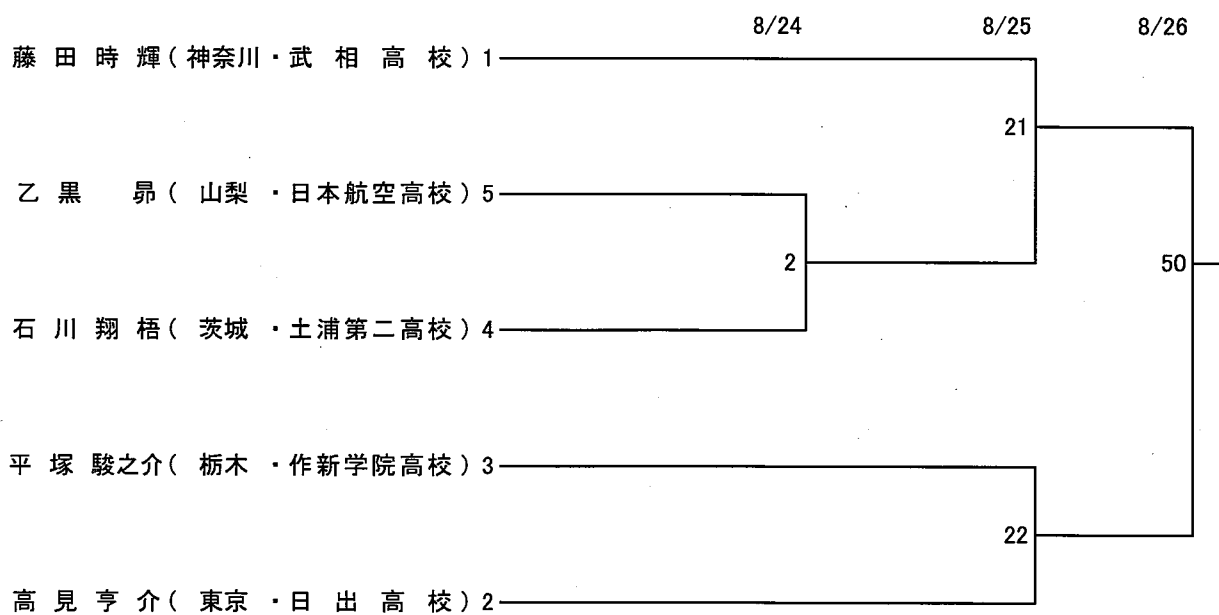 8/24 8/25 8/26
藤田時輝(神奈川・武相高校)1
21
乙黒 昴(山梨・日本航空高校)5
2 50
石川翔梧(茨城・土浦第二高校)4
平塚駿之介(栃木・作新学院高校)3
22
高見亨介(東京・日出高校)2